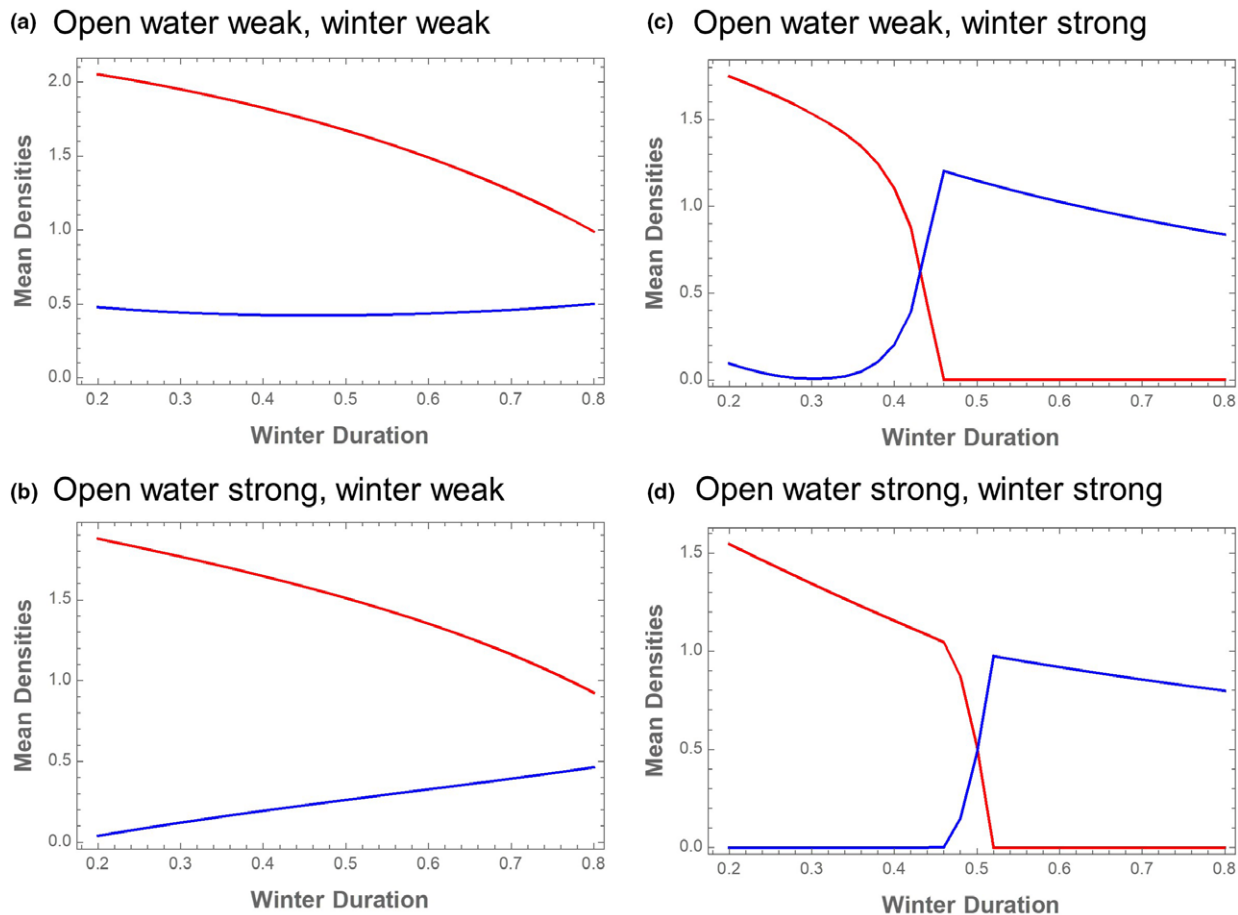 (a) Open water weak, winter weak
Mean Densities
2.0
1.5
1.0
0.5
0.0
0.2 0.3 0.4 0.5 0.6 0.7 0.8
Winter Duration
(c) Open water weak, winter strong
Mean Densities
1.5
1.0
0.5
0.0
0.2 0.3 0.4 0.5 0.6 0.7 0.8
Winter Duration
(b) Open water strong, winter weak
Mean Densities
1.5
1.0
0.5
0.0
0.2 0.3 0.4 0.5 0.6 0.7 0.8
Winter Duration
(d) Open water strong, winter strong
Mean Densities
1.5
1.0
0.5
0.0
0.2 0.3 0.4 0.5 0.6 0.7 0.8
Winter Duration